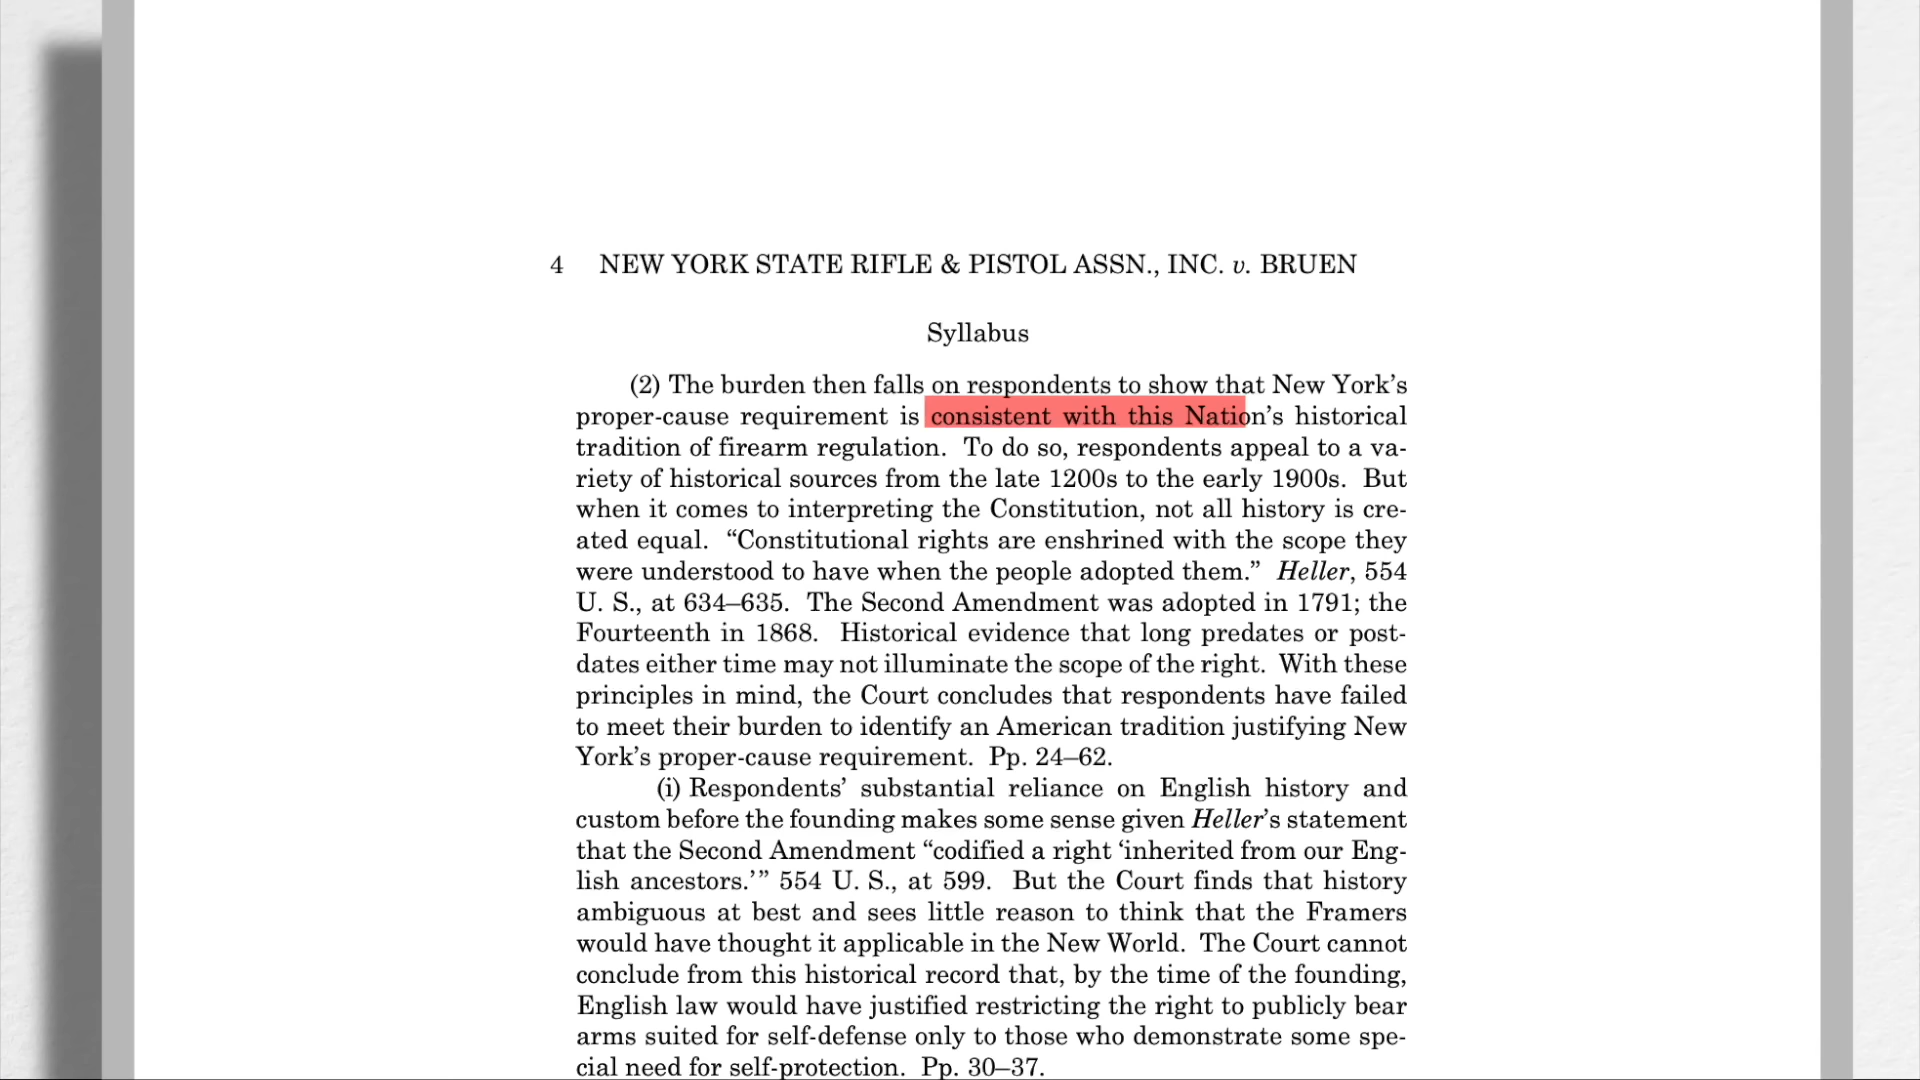 4 NEW YORK STATE RIFLE & PISTOL ASSN., INC. v. BRUEN
Syllabus
(2) The burden then falls on respondents to show that New York’s
proper-cause requirement is consistent with this Nation’s historical
tradition of firearm regulation. To do so, respondents appeal to a va-
riety of historical sources from the late 1200s to the early 1900s. But
when it comes to interpreting the Constitution, not all history is cre-
ated equal. “Constitutional rights are enshrined with the scope they
were understood to have when the people adopted them.” Heller, 554
U. S., at 634–635. The Second Amendment was adopted in 1791; the
Fourteenth in 1868. Historical evidence that long predates or post-
dates either time may not illuminate the scope of the right. With these
principles in mind, the Court concludes that respondents have failed
to meet their burden to identify an American tradition justifying New
York’s proper-cause requirement. Pp. 24–62.
(i) Respondents’ substantial reliance on English history and
custom before the founding makes some sense given Heller’s statement
that the Second Amendment “codified a right ‘inherited from our Eng-
lish ancestors.’” 554 U. S., at 599. But the Court finds that history
ambiguous at best and sees little reason to think that the Framers
would have thought it applicable in the New World. The Court cannot
conclude from this historical record that, by the time of the founding,
English law would have justified restricting the right to publicly bear
arms suited for self-defense only to those who demonstrate some spe-
cial need for self-protection. Pp. 30–37.